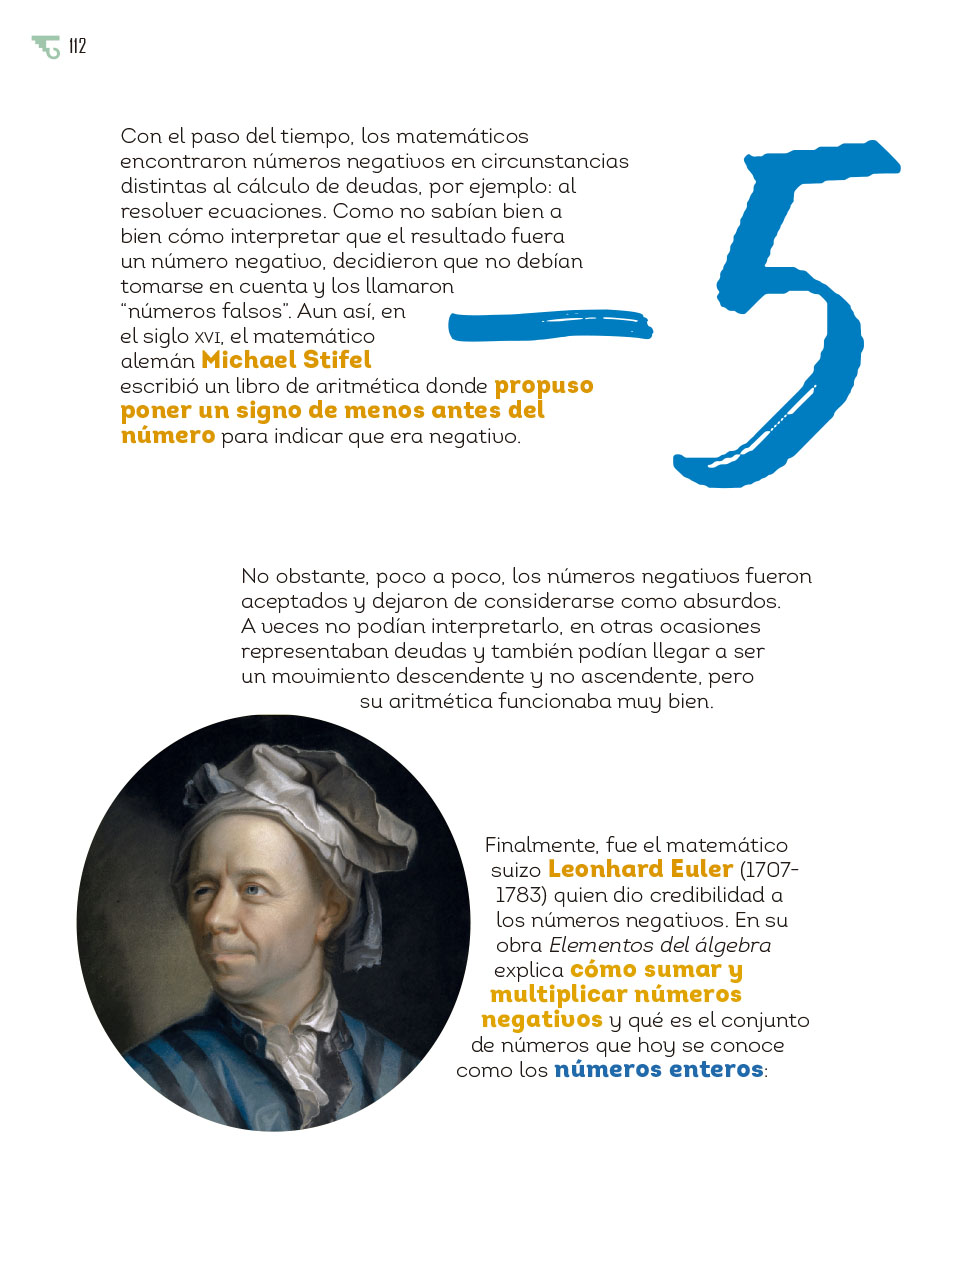 112
Con el paso del tiempo, los matemáticos
encontraron números negativos en circunstancias
distintas al cálculo de deudas, por ejemplo: al
resolver ecuaciones. Como no sabían bien a
bien cómo interpretar que el resultado fuera
un número negativo, decidieron que no debían
tomarse en cuenta y los llamaron
“números falsos”. Aun así, en
el siglo XVI, el matemático
alemán Michael Stifel
escribió un libro de aritmética donde propuso
poner un signo de menos antes del
número para indicar que era negativo.
–5
No obstante, poco a poco, los números negativos fueron
aceptados y dejaron de considerarse como absurdos.
A veces no podían interpretarlo, en otras ocasiones
representaban deudas y también podían llegar a ser
un movimiento descendente y no ascendente, pero
su aritmética funcionaba muy bien.
Finalmente, fue el matemático
suizo Leonhard Euler (1707-
1783) quien dio credibilidad a
los números negativos. En su
obra Elementos del álgebra
explica cómo sumar y
multiplicar números
negativos y qué es el conjunto
de números que hoy se conoce
como los números enteros: